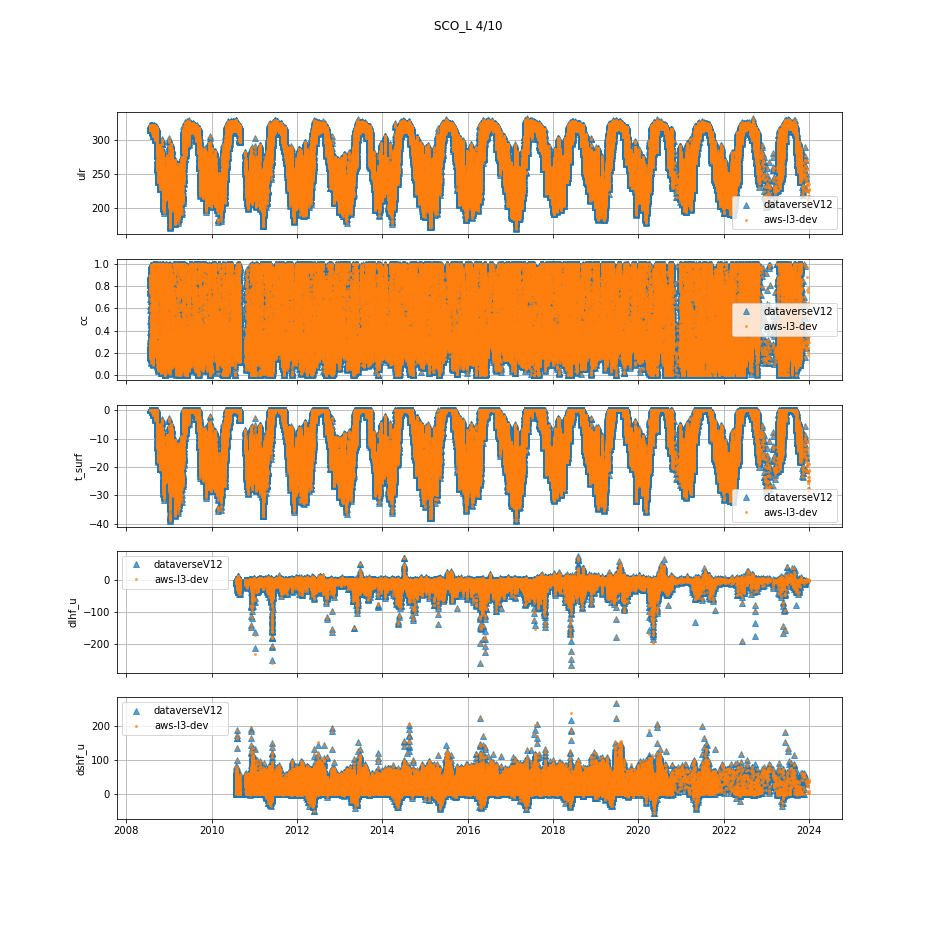 SCO_L 4/10
300
250
200
ulr
dataverseV12
aws-l3-dev
1.0
0.8
0.6
0.4
0.2
0.0
cc
dataverseV12
aws-l3-dev
0
−10
−20
−30
−40
t_surf
dataverseV12
aws-l3-dev
0
−100
−200
dlhf_u
dataverseV12
aws-l3-dev
200
100
0
dshf_u
dataverseV12
aws-l3-dev
2008 2010 2012 2014 2016 2018 2020 2022 2024